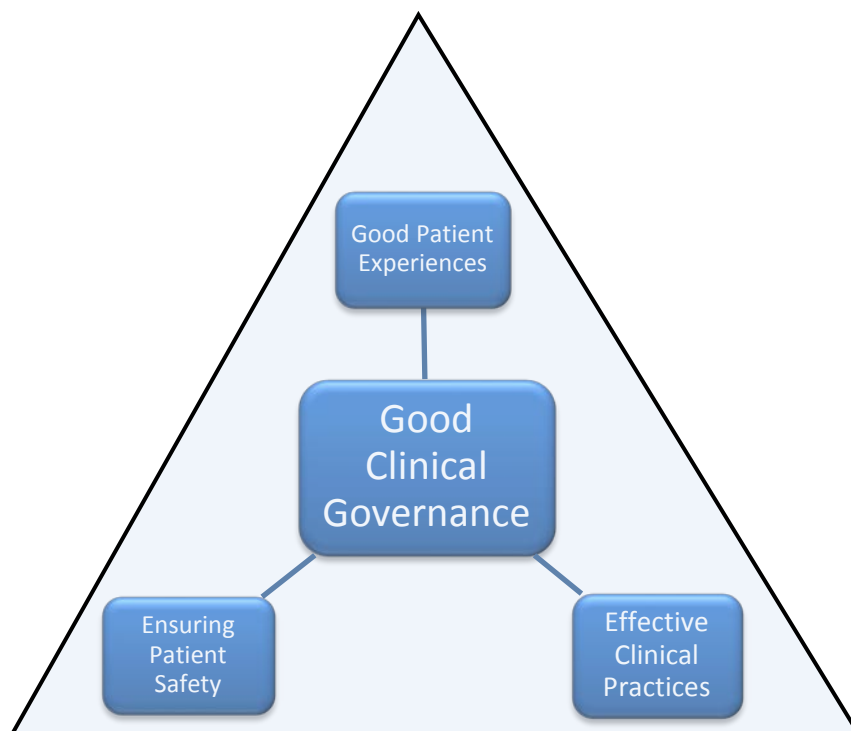 Good Patient
Experiences
Good
Clinical
Governance
Ensuring
Patient
Safety
Effective
Clinical
Practices